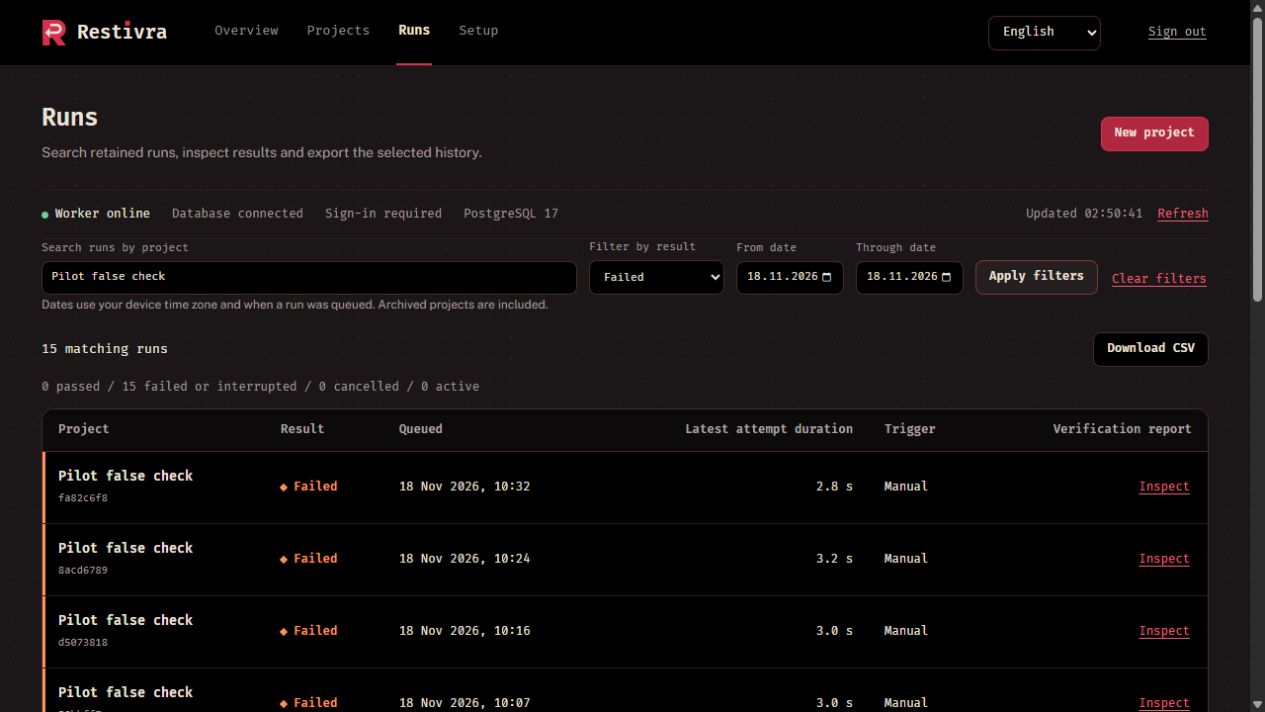 Restivra Overview Projects Runs Setup English Sign out
Runs
Search retained runs, inspect results and export the selected history.
New project
Worker online Database connected Sign-in required PostgreSQL 17 Updated 02:50:41 Refresh
Search runs by project Filter by result From date Through date
Pilot false check Failed 18.11.2026 18.11.2026 Apply filters Clear filters
Dates use your device time zone and when a run was queued. Archived projects are included.
15 matching runs Download CSV
0 passed / 15 failed or interrupted / 0 cancelled / 0 active
Project Result Queued Latest attempt duration Trigger Verification report
Pilot false check
fa82c6f8
Failed 18 Nov 2026, 10:32 2.8 s Manual Inspect
Pilot false check
8acd6789
Failed 18 Nov 2026, 10:24 3.2 s Manual Inspect
Pilot false check
d5073818
Failed 18 Nov 2026, 10:16 3.0 s Manual Inspect
Pilot false check
Failed 18 Nov 2026, 10:07 3.0 s Manual Inspect